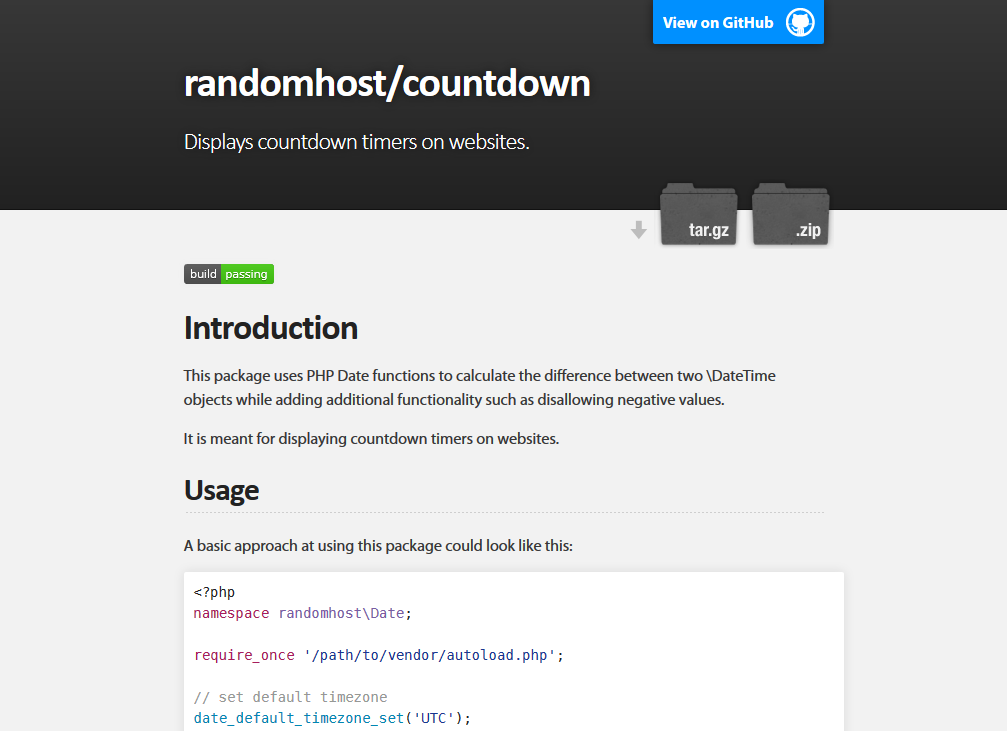 View on GitHub
randomhost/countdown
Displays countdown timers on websites.
tar.gz
.zip
build passing
Introduction
This package uses PHP Date functions to calculate the difference between two \DateTime
objects while adding additional functionality such as disallowing negative values.
It is meant for displaying countdown timers on websites.
Usage
A basic approach at using this package could look like this:
<?php
namespace randomhost\Date;
require_once '/path/to/vendor/autoload.php';
// set default timezone
date_default_timezone_set('UTC');